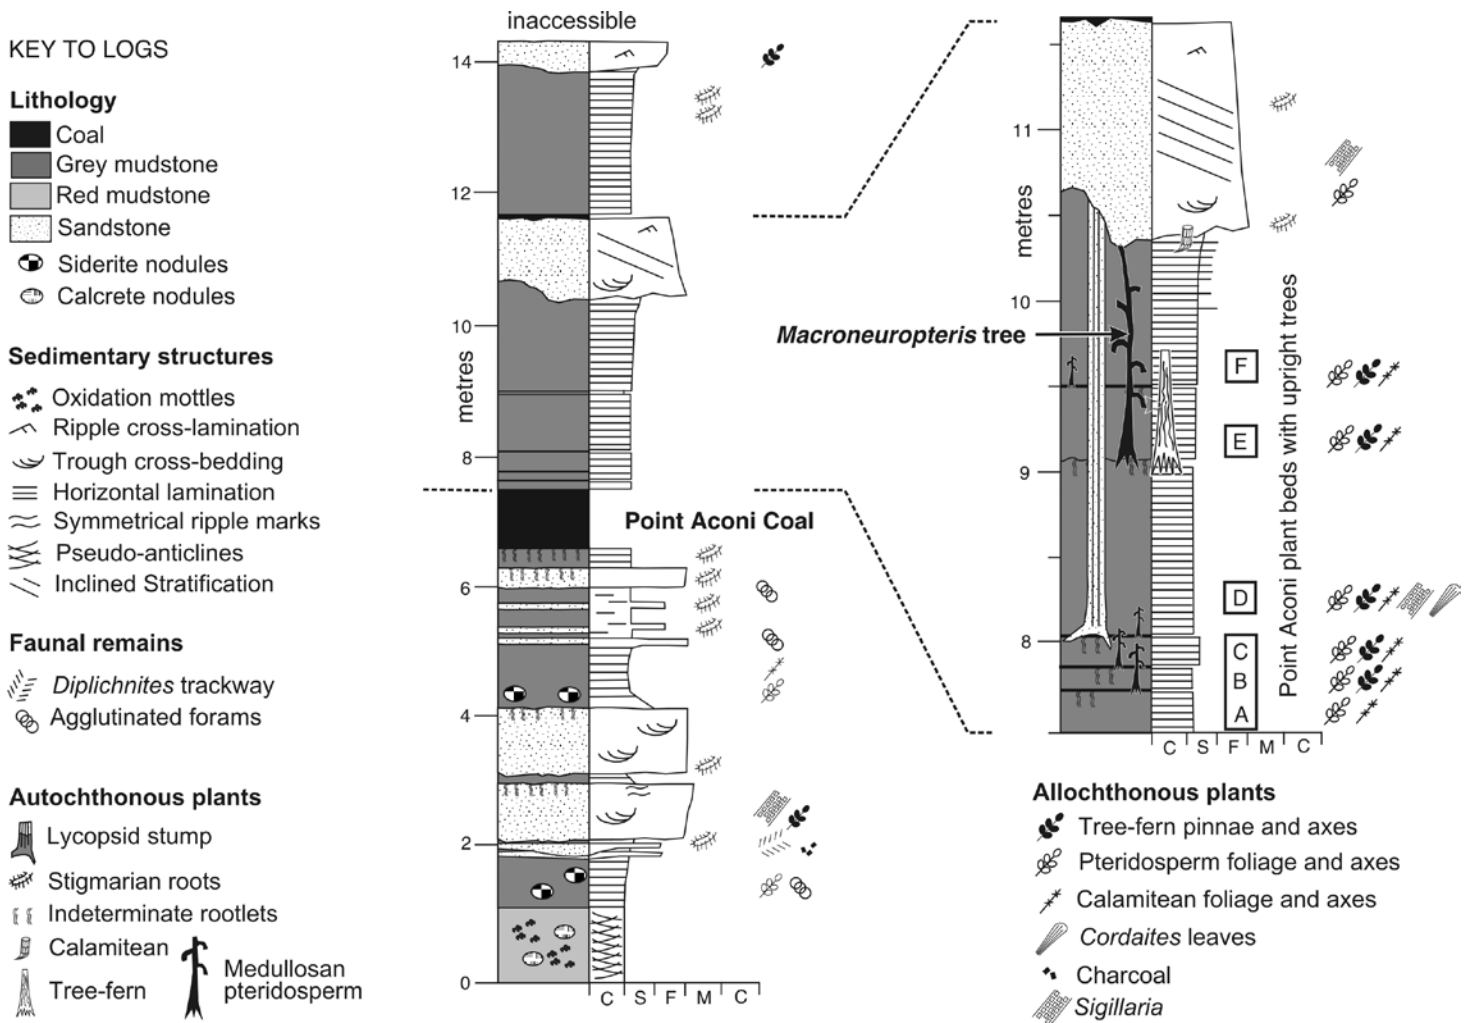 KEY TO LOGS
Lithology
Coal
Grey mudstone
Red mudstone
Sandstone
Siderite nodules
Calcrete nodules
Sedimentary structures
Oxidation mottles
Ripple cross-lamination
Trough cross-bedding
Horizontal lamination
Symmetrical ripple marks
Pseudo-anticlines
Inclined Stratification
Faunal remains
Diplichnites trackway
Agglutinated forams
Autochthonous plants
Lycopsid stump
Stigmarian roots
Indeterminate rootlets
Calamitean
Tree-fern
Medullosan
pteridosperm
inaccessible
14
12
10
metres
8
Point Aconi Coal
6
4
2
0
C S F M C
11
metres
10
Macroneuropteris tree
9
8
F
E
D
C
B
A
Point Aconi plant beds with upright trees
C S F M C
Allochthonous plants
Tree-fern pinnae and axes
Pteridosperm foliage and axes
Calamitean foliage and axes
Cordaites leaves
Charcoal
Sigillaria